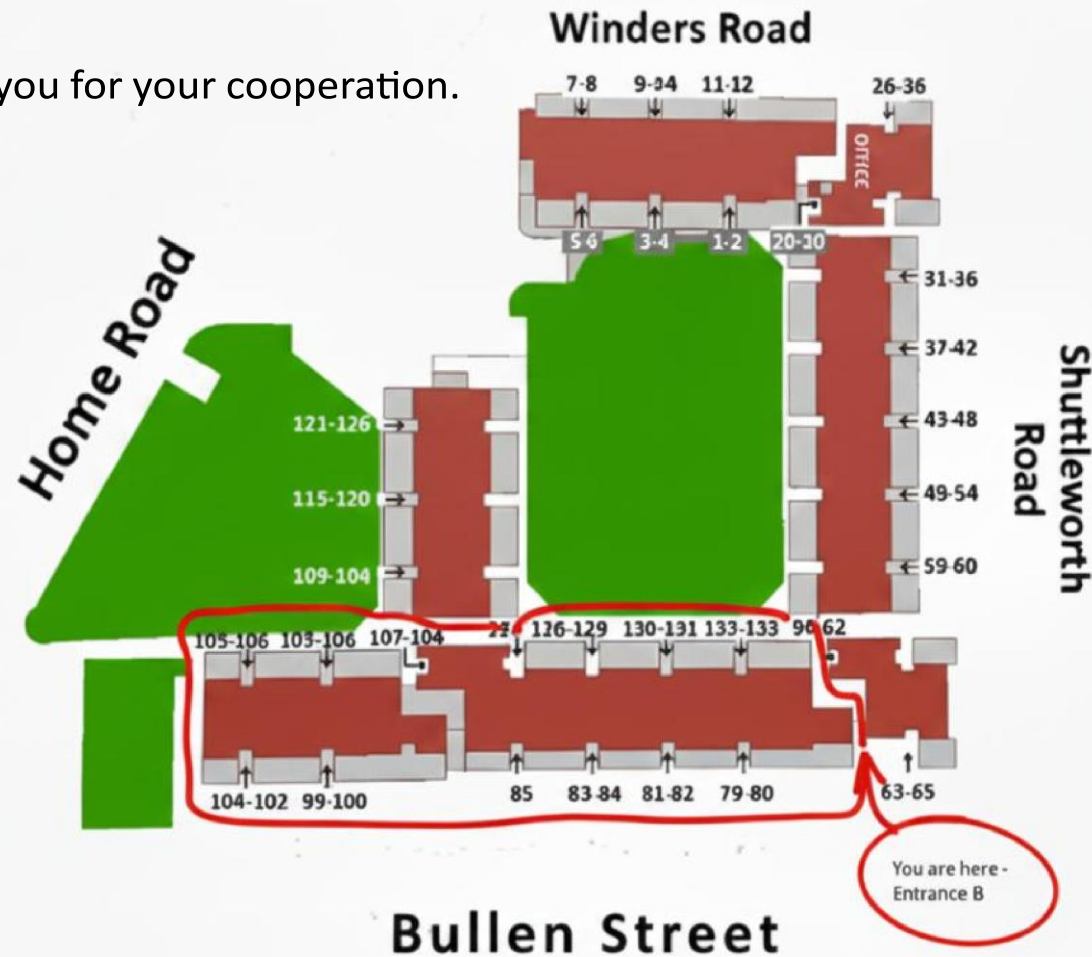 Winders Road
you for your cooperation.
7-8 9-04 11-12 26-36
OFFICE
5-6 3-4 1-2 20-30
31-36
Home Road
37-42
Shuttleworth
Road
121-126
43-48
115-120
49-54
109-104
59-60
105-106 103-106 107-104 126-129 130-131 133-133
104-102 99-100 85 83-84 81-82 79-80 63-65
You are here -
Entrance B
Bullen Street